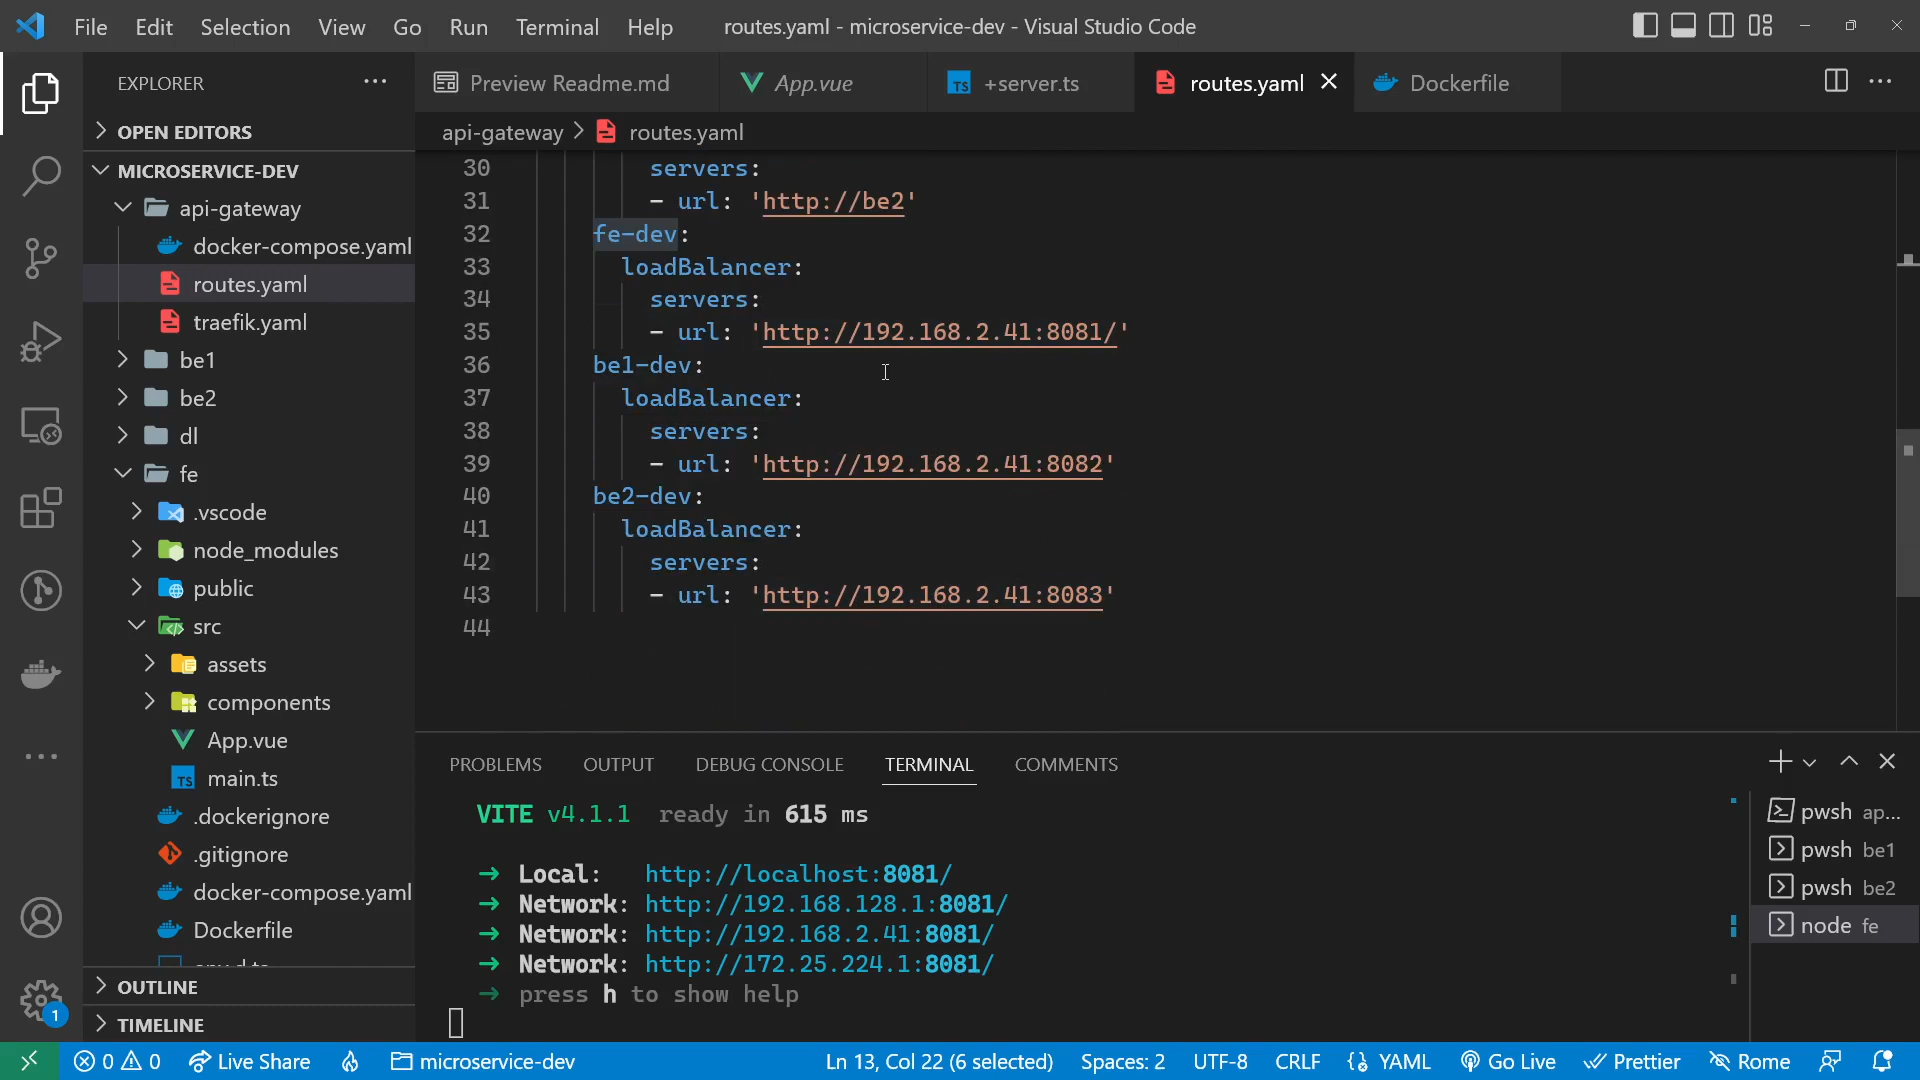 File Edit Selection View Go Run Terminal Help routes.yaml - microservice-dev - Visual Studio Code
EXPLORER
Preview Readme.md App.vue TS +server.ts routes.yaml Dockerfile
OPEN EDITORS
api-gateway > routes.yaml
MICROSERVICE-DEV
api-gateway
docker-compose.yaml
routes.yaml
traefik.yaml
be1
be2
dl
fe
.vscode
node_modules
public
src
assets
components
App.vue
TS main.ts
.dockerignore
.gitignore
docker-compose.yaml
Dockerfile
OUTLINE
TIMELINE
1
30 servers:
31 - url: 'http://be2'
32 fe-dev:
33 loadBalancer:
34 servers:
35 - url: 'http://192.168.2.41:8081/'
36 be1-dev:
37 loadBalancer:
38 servers:
39 - url: 'http://192.168.2.41:8082'
40 be2-dev:
41 loadBalancer:
42 servers:
43 - url: 'http://192.168.2.41:8083'
44
PROBLEMS OUTPUT DEBUG CONSOLE TERMINAL COMMENTS
VITE v4.1.1 ready in 615 ms
➜ Local: http://localhost:8081/
➜ Network: http://192.168.128.1:8081/
➜ Network: http://192.168.2.41:8081/
➜ Network: http://172.25.224.1:8081/
➜ press h to show help
pwsh ap...
pwsh be1
pwsh be2
node fe
0 0 Live Share microservice-dev Ln 13, Col 22 (6 selected) Spaces: 2 UTF-8 CRLF YAML Go Live Prettier Rome